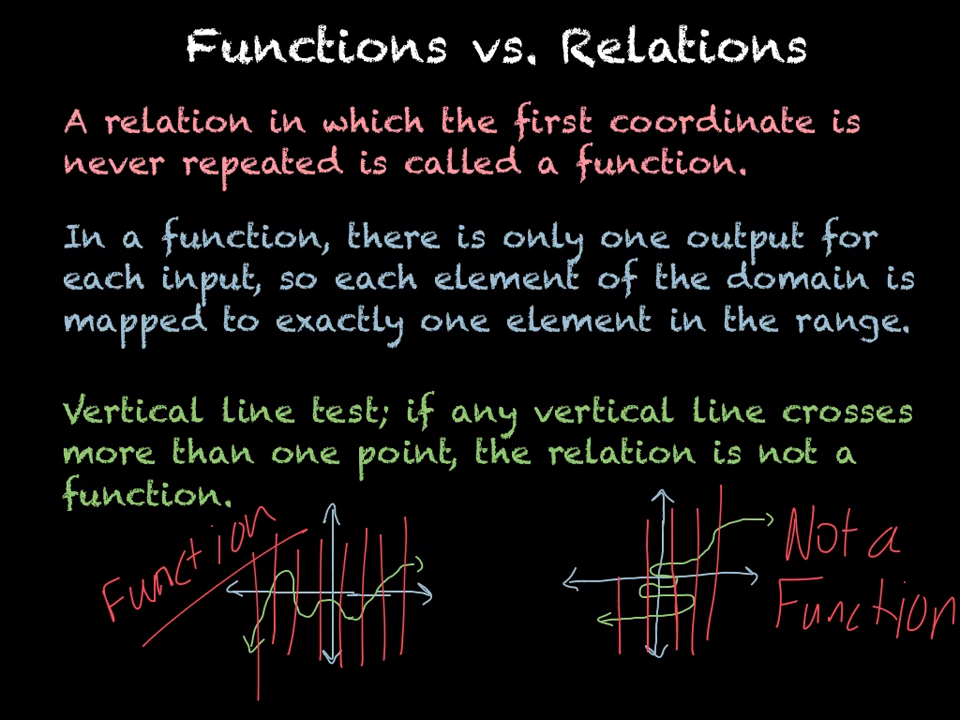 Functions vs. Relations
A relation in which the first coordinate is
never repeated is called a function.
In a function, there is only one output for
each input, so each element of the domain is
mapped to exactly one element in the range.
Vertical line test; if any vertical line crosses
more than one point, the relation is not a
function.
Function
Not a
Function